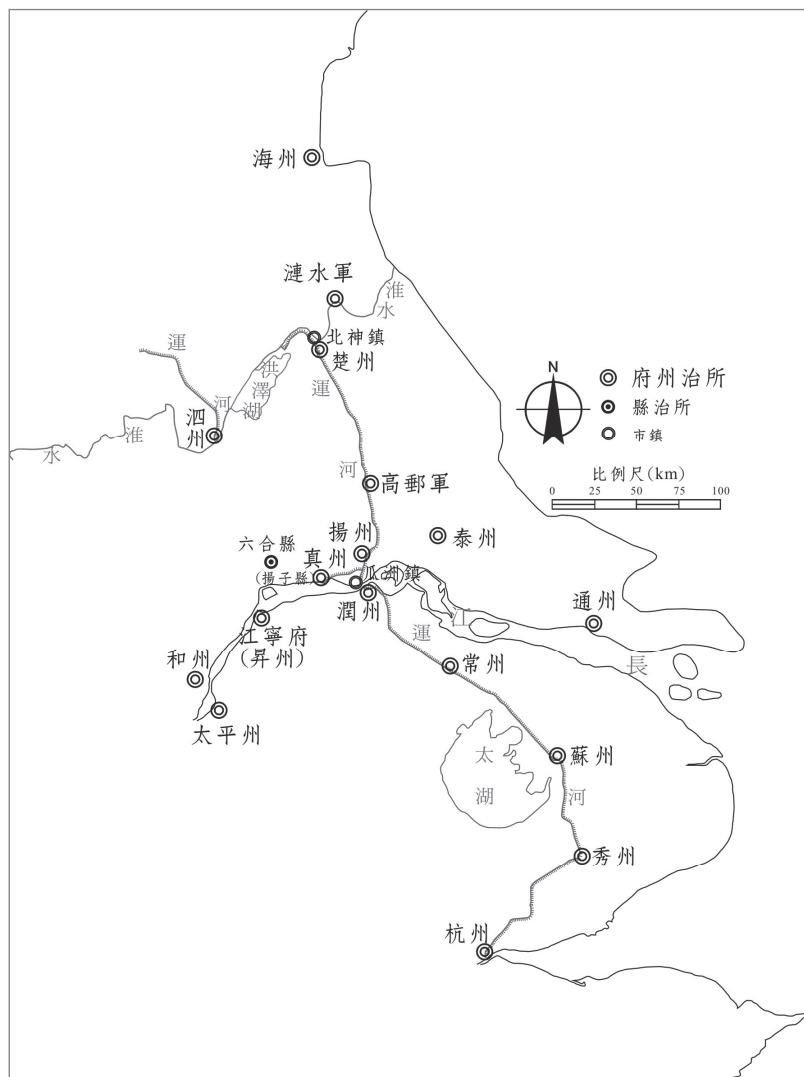 海州
漣水軍
淮
水
北神鎮
楚州
運
洪
澤
湖
運
河
泗
州
淮
水
河
高郵軍
N
府州治所
縣治所
市鎮
比例尺(km)
0 25 50 75 100
揚州
泰州
六合縣
真州
(揚子縣)
瓜洲鎮
潤州
江
通州
江寧府
(昇州)
運
長
和州
常州
太平州
太
湖
蘇州
河
秀州
杭州